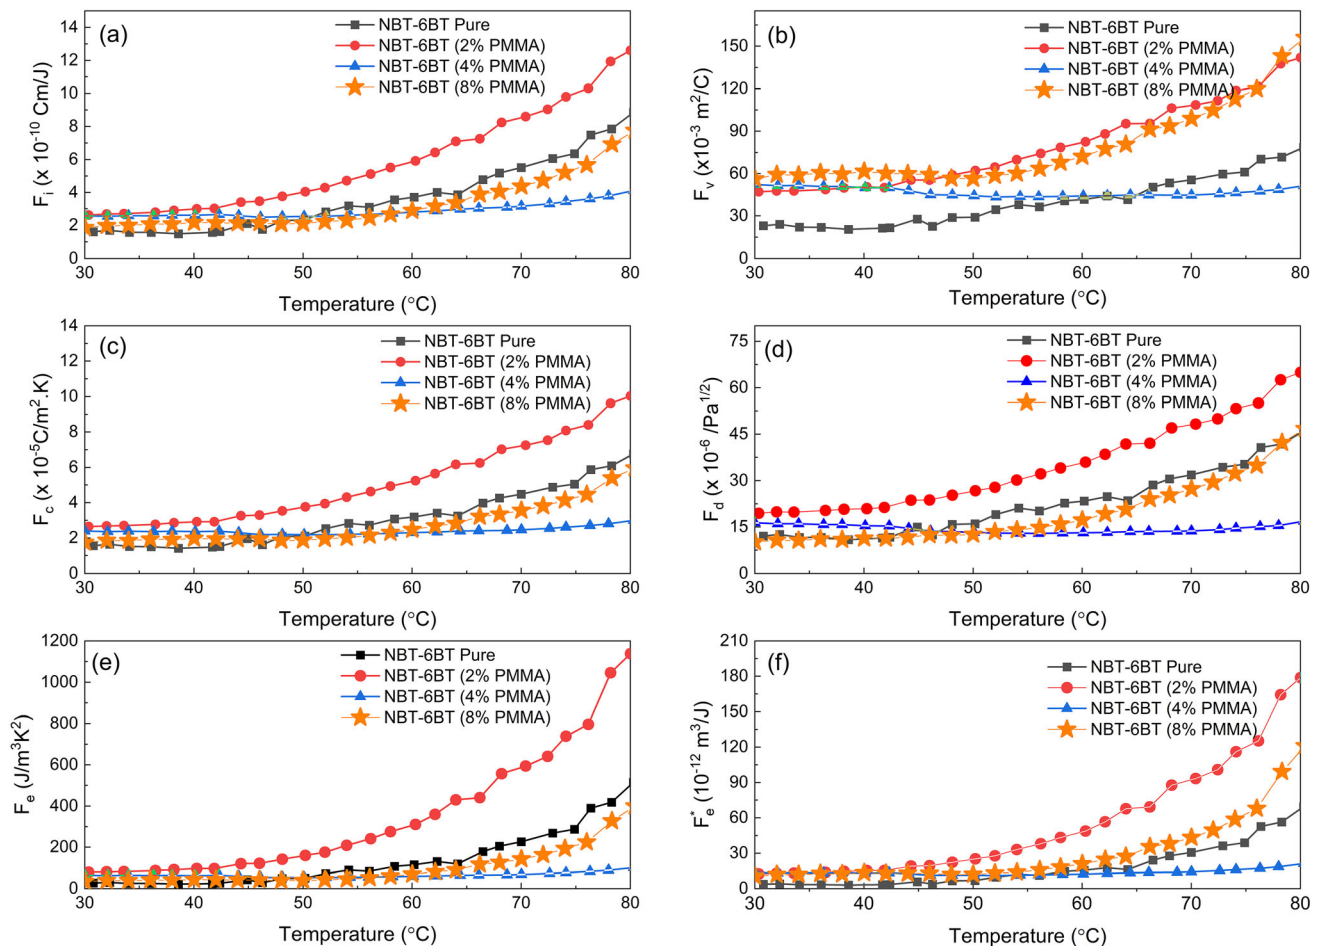 (a)
NBT-6BT Pure
NBT-6BT (2% PMMA)
NBT-6BT (4% PMMA)
NBT-6BT (8% PMMA)
14
12
10
8
6
4
2
0
Fᵢ (x 10⁻¹⁰ Cm/J)
30 40 50 60 70 80
Temperature (°C)
(b)
NBT-6BT Pure
NBT-6BT (2% PMMA)
NBT-6BT (4% PMMA)
NBT-6BT (8% PMMA)
150
120
90
60
30
0
Fᵥ (x10⁻³ m²/C)
30 40 50 60 70 80
Temperature (°C)
(c)
NBT-6BT Pure
NBT-6BT (2% PMMA)
NBT-6BT (4% PMMA)
NBT-6BT (8% PMMA)
14
12
10
8
6
4
2
0
F_c (x 10⁻⁵C/m².K)
30 40 50 60 70 80
Temperature (°C)
(d)
NBT-6BT Pure
NBT-6BT (2% PMMA)
NBT-6BT (4% PMMA)
NBT-6BT (8% PMMA)
75
60
45
30
15
0
F_d (x 10⁻⁶ /Pa^1/2)
30 40 50 60 70 80
Temperature (°C)
(e)
NBT-6BT Pure
NBT-6BT (2% PMMA)
NBT-6BT (4% PMMA)
NBT-6BT (8% PMMA)
1200
1000
800
600
400
200
0
Fₑ (J/m³K²)
30 40 50 60 70 80
Temperature (°C)
(f)
NBT-6BT Pure
NBT-6BT (2% PMMA)
NBT-6BT (4% PMMA)
NBT-6BT (8% PMMA)
210
180
150
120
90
60
30
0
Fₑ* (10⁻¹² m³/J)
30 40 50 60 70 80
Temperature (°C)